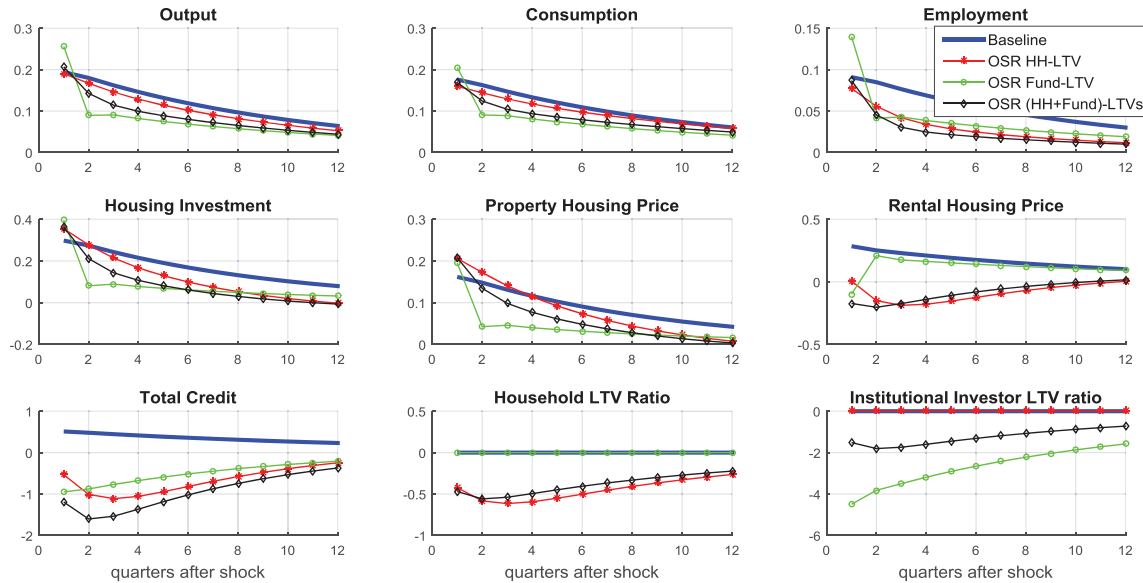 Output
Consumption
Employment
0.3
0.2
0.1
0
0 2 4 6 8 10 12
0.3
0.2
0.1
0
0 2 4 6 8 10 12
0.15
0.1
0.05
0
0 2 4 6 8 10 12
Baseline
OSR HH-LTV
OSR Fund-LTV
OSR (HH+Fund)-LTVs
Housing Investment
Property Housing Price
Rental Housing Price
0.4
0.2
0
-0.2
0 2 4 6 8 10 12
0.3
0.2
0.1
0
0 2 4 6 8 10 12
0.5
0
-0.5
0 2 4 6 8 10 12
Total Credit
Household LTV Ratio
Institutional Investor LTV ratio
1
0
-1
-2
0 2 4 6 8 10 12
quarters after shock
0.5
0
-0.5
-1
0 2 4 6 8 10 12
quarters after shock
0
-2
-4
-6
0 2 4 6 8 10 12
quarters after shock